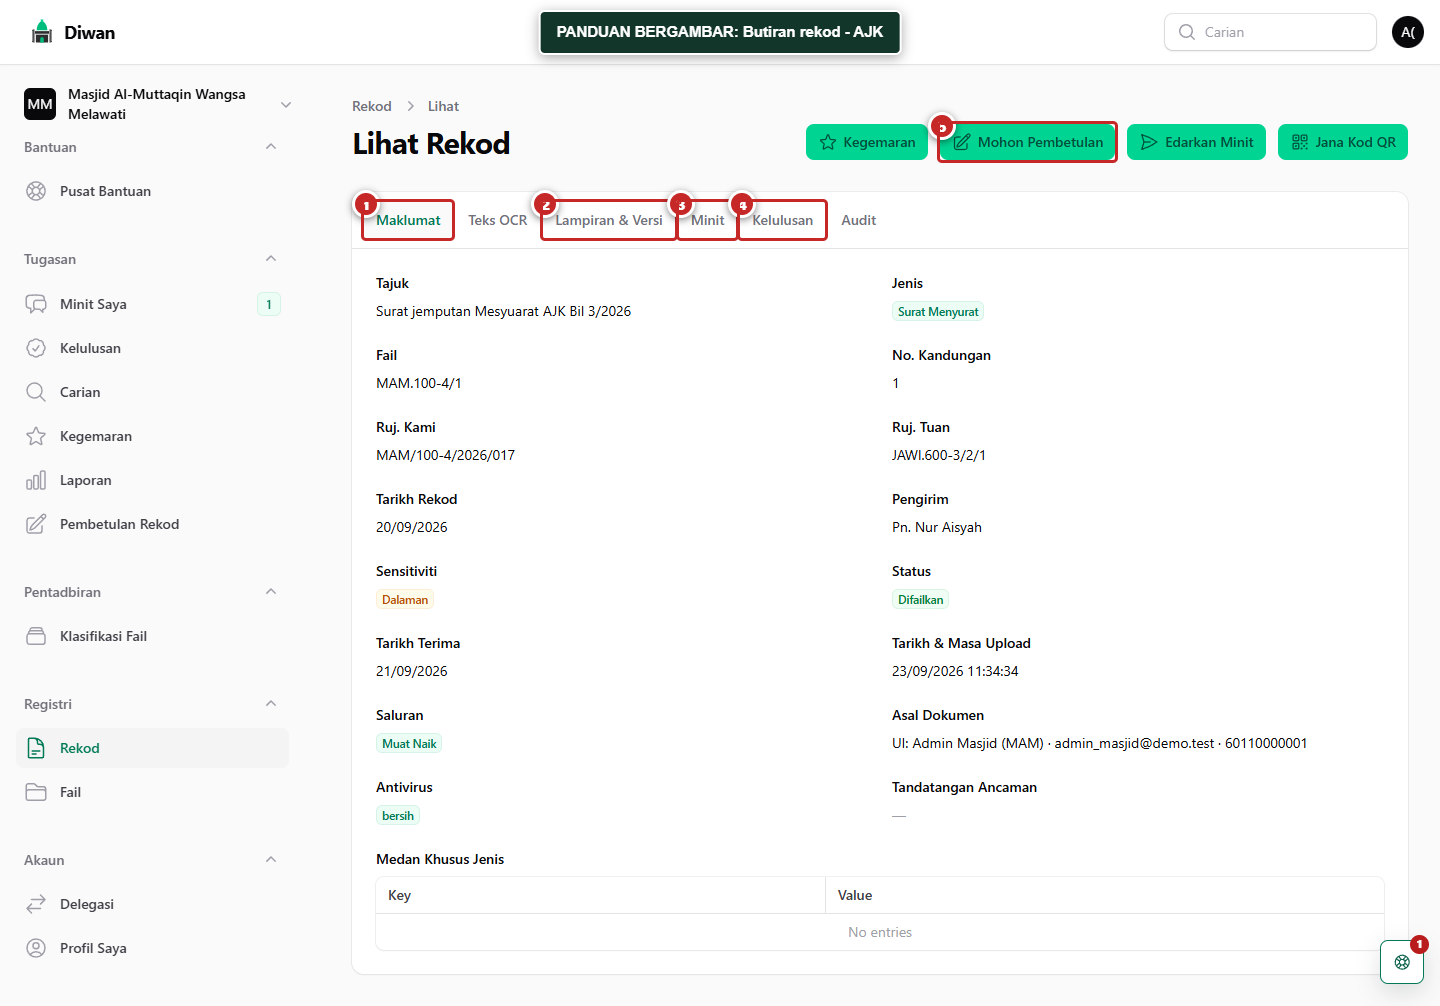 Diwan
PANDUAN BERGAMBAR: Butiran rekod - AJK
Carian
A(
MM
Masjid Al-Muttaqin Wangsa
Melawati
Bantuan
Pusat Bantuan
Tugasan
Minit Saya
1
Kelulusan
Carian
Kegemaran
Laporan
Pembetulan Rekod
Pentadbiran
Klasifikasi Fail
Registri
Rekod
Fail
Akaun
Delegasi
Profil Saya
Rekod > Lihat
Lihat Rekod
Kegemaran
5
Mohon Pembetulan
Edarkan Minit
Jana Kod QR
1
Maklumat
Teks OCR
2
Lampiran & Versi
3
Minit
4
Kelulusan
Audit
Tajuk
Surat jemputan Mesyuarat AJK Bil 3/2026
Jenis
Surat Menyurat
Fail
MAM.100-4/1
No. Kandungan
1
Ruj. Kami
MAM/100-4/2026/017
Ruj. Tuan
JAWI.600-3/2/1
Tarikh Rekod
20/09/2026
Pengirim
Pn. Nur Aisyah
Sensitiviti
Dalaman
Status
Difailkan
Tarikh Terima
21/09/2026
Tarikh & Masa Upload
23/09/2026 11:34:34
Saluran
Muat Naik
Asal Dokumen
UI: Admin Masjid (MAM) · admin_masjid@demo.test · 60110000001
Antivirus
bersih
Tandatangan Ancaman
—
Medan Khusus Jenis
Key
Value
No entries
1